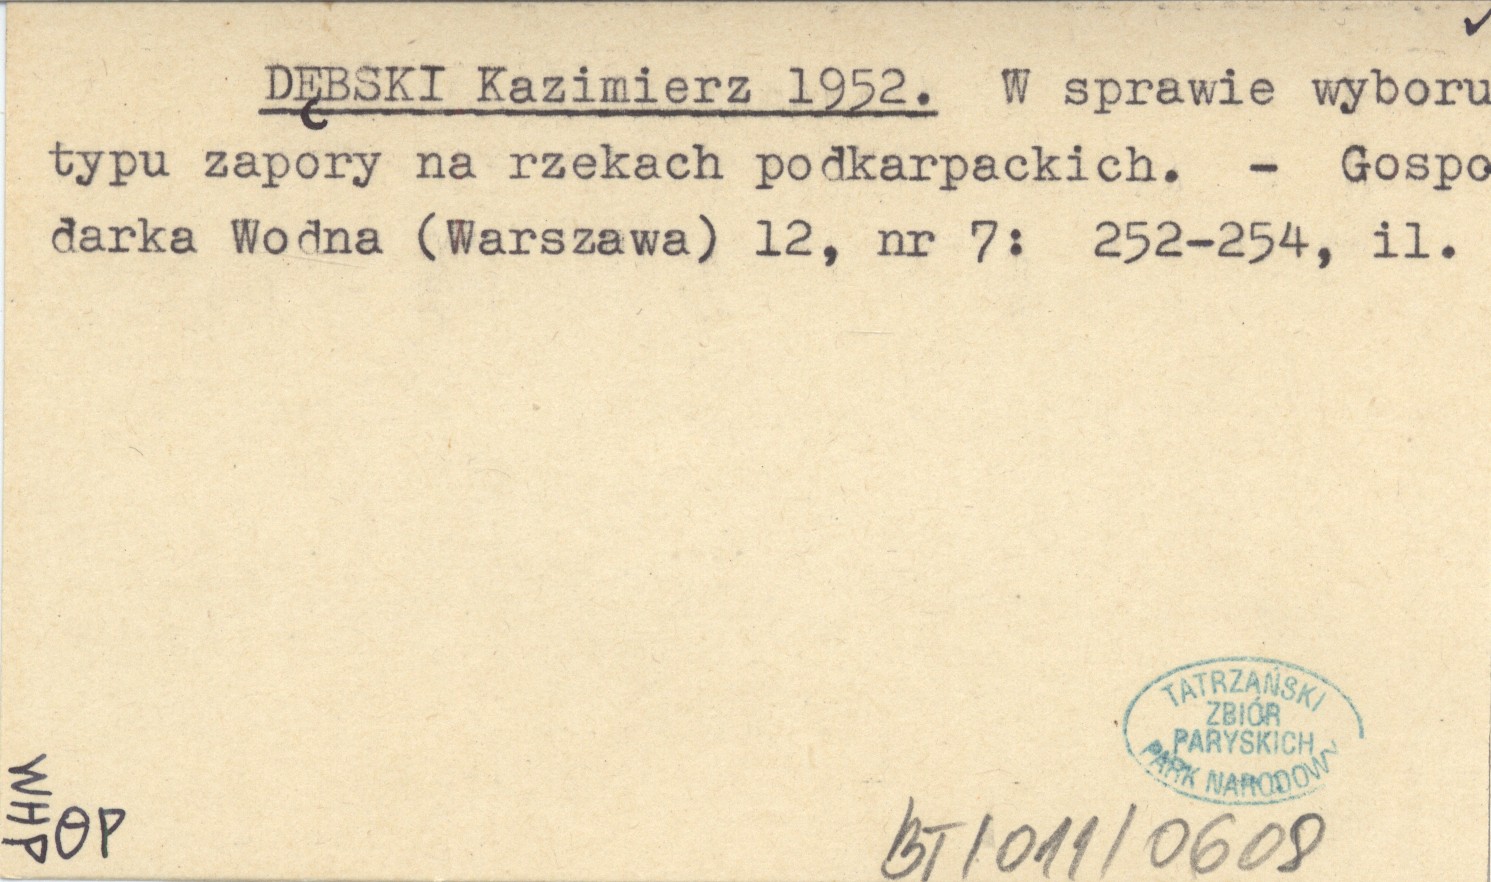 DĘBSKI Kazimierz 1952. W sprawie wyboru
typu zapory na rzekach podkarpackich. - Gospo
darka Wodna (Warszawa) 12, nr 7: 252-254, il.
TATRZAŃSKI
ZBIÓR
PARYSKICH
PARK NARODOWY
WHP
OP
BT/011/0608